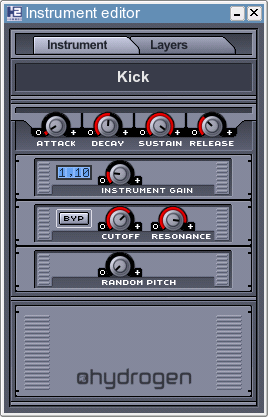 H2 Instrument editor
Instrument Layers
Kick
ATTACK DECAY SUSTAIN RELEASE
1.10
INSTRUMENT GAIN
BYP
CUTOFF RESONANCE
RANDOM PITCH
hydrogen